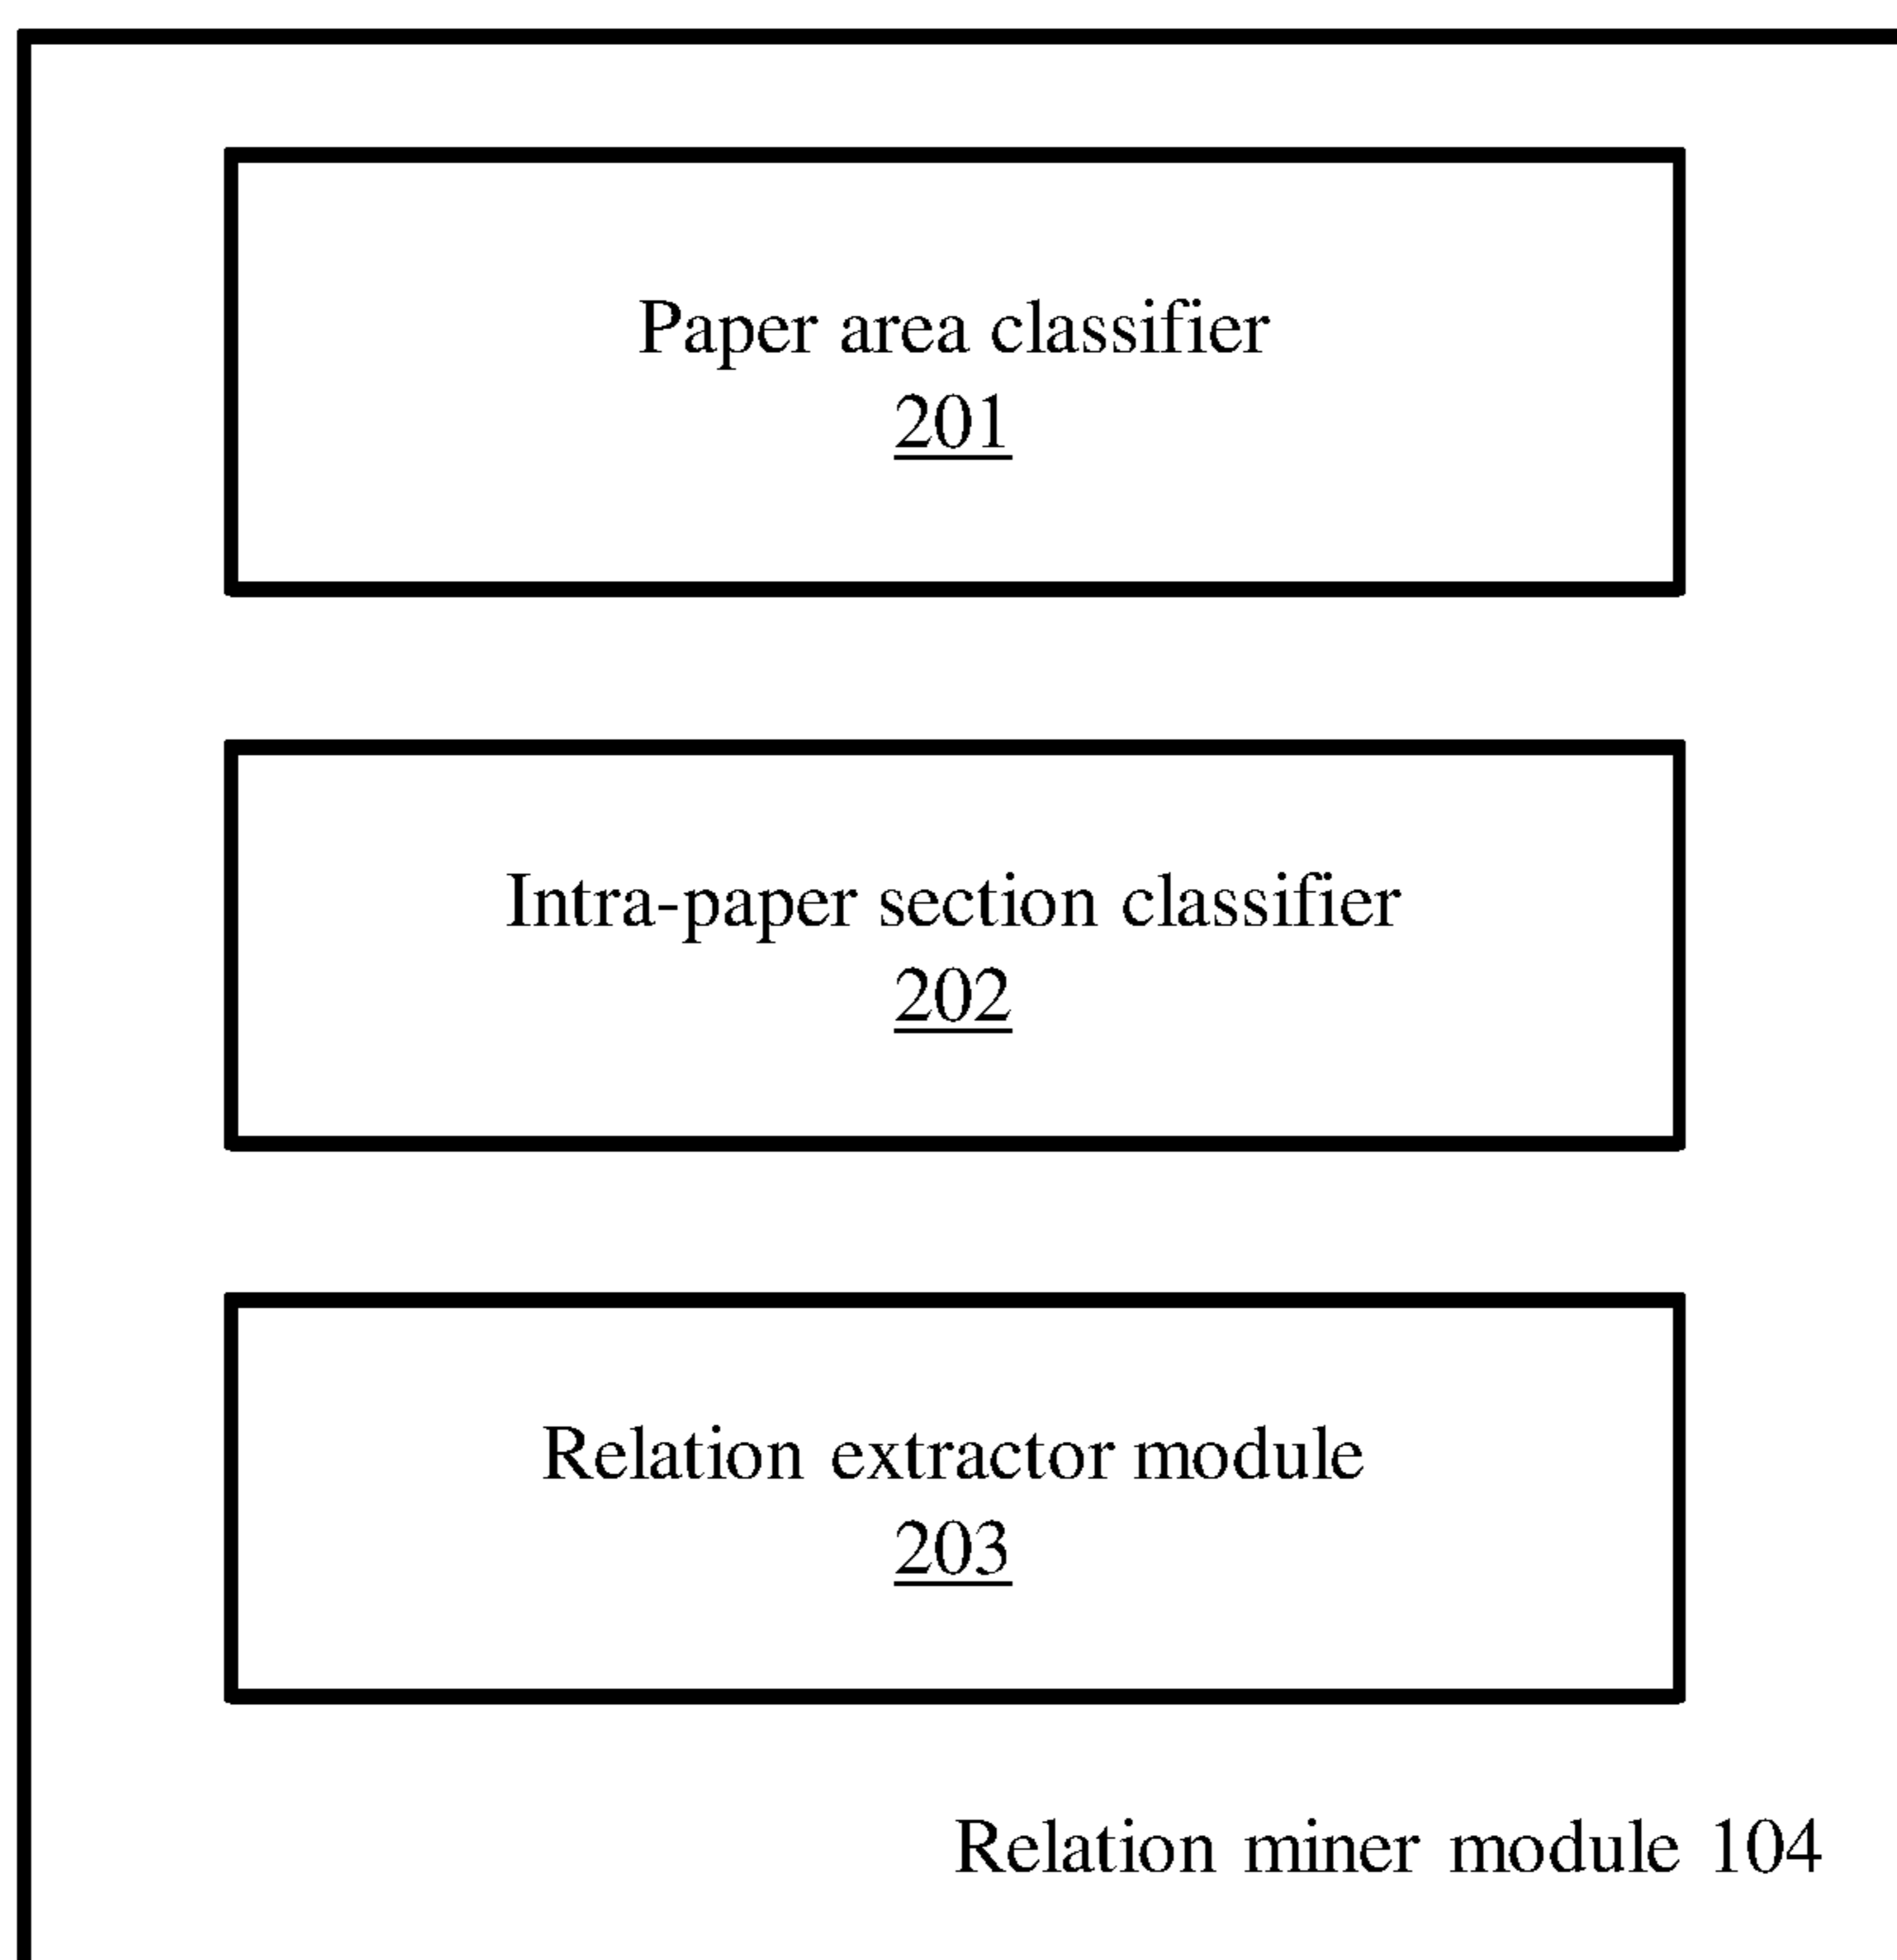 Paper area classifier
201
Intra-paper section classifier
202
Relation extractor module
203
Relation miner module 104